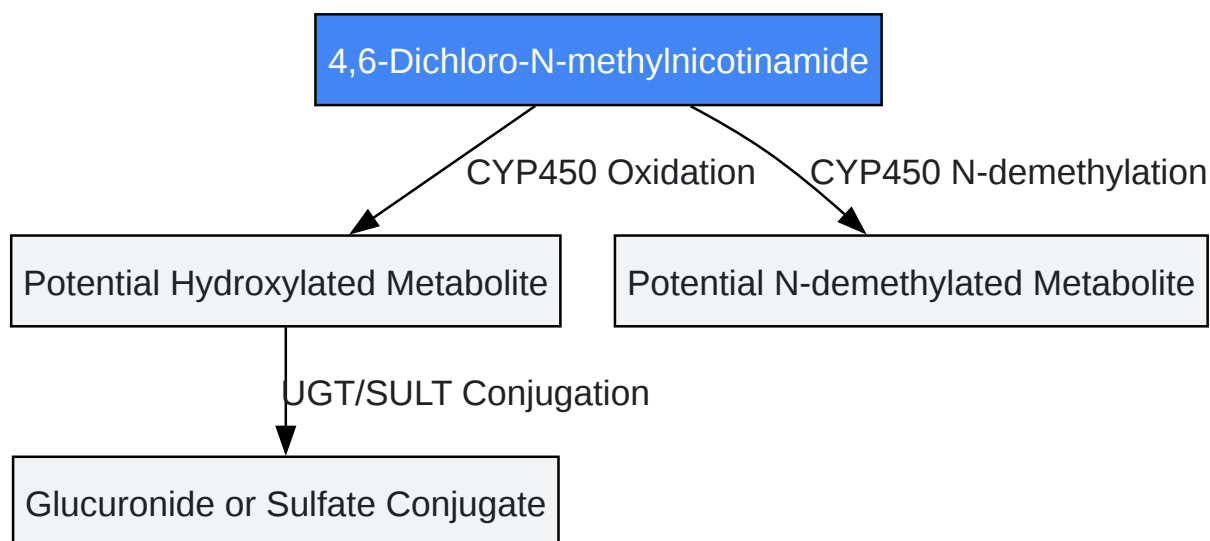 4,6-Dichloro-N-methylnicotinamide
CYP450 Oxidation
CYP450 N-demethylation
Potential Hydroxylated Metabolite
Potential N-demethylated Metabolite
UGT/SULT Conjugation
Glucuronide or Sulfate Conjugate